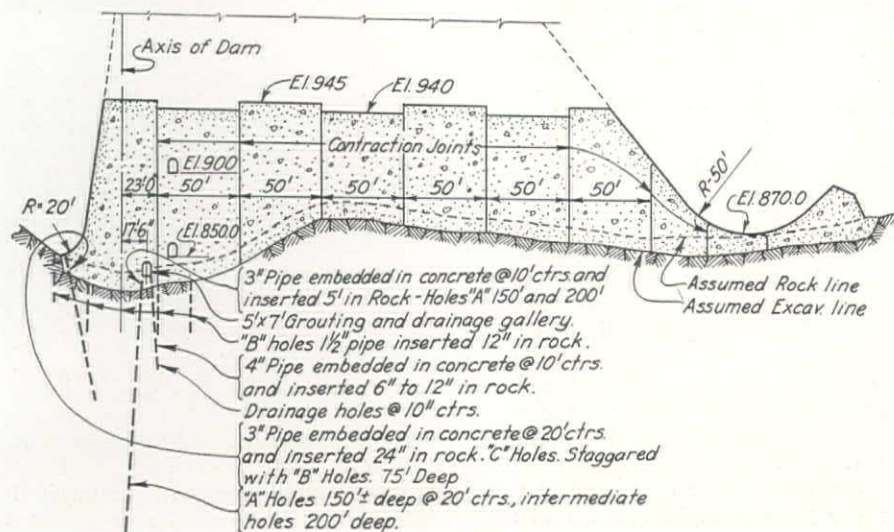 Axis of Dam
El.945
El.940
Contraction Joints
El.900
23'0"
50'
50'
50'
50'
50'
50'
R=50'
El.870.0
R=20'
17'6"
El.850.0
3" Pipe embedded in concrete @ 10' ctrs. and
inserted 5' in Rock - Holes "A" 150' and 200'
Assumed Rock line
Assumed Excav. line
5'x7' Grouting and drainage gallery.
"B" holes 1½" pipe inserted 12" in rock.
4" Pipe embedded in concrete @ 10' ctrs.
and inserted 6" to 12" in rock.
Drainage holes @ 10" ctrs.
3" Pipe embedded in concrete @ 20' ctrs.
and inserted 24" in rock. "C" Holes. Staggared
with "B" Holes. 75' Deep
"A" Holes 150'± deep @ 20' ctrs., intermediate
holes 200' deep.